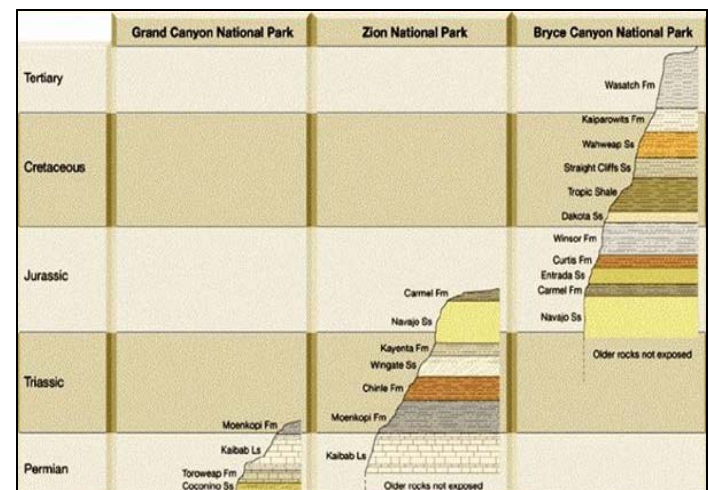 Grand Canyon National Park
Zion National Park
Bryce Canyon National Park
Tertiary
Wasatch Fm
Kaiparowits Fm
Wahweap Ss
Cretaceous
Straight Cliffs Ss
Tropic Shale
Dakota Ss
Winsor Fm
Curtis Fm
Jurassic
Entrada Ss
Carmel Fm
Carmel Fm
Navajo Ss
Navajo Ss
Kayenta Fm
Older rocks not exposed
Wingate Ss
Triassic
Chinle Fm
Moenkopi Fm
Moenkopi Fm
Kaibab Ls
Kaibab Ls
Permian
Toroweap Fm
Coconino Ss
Older rocks not exposed